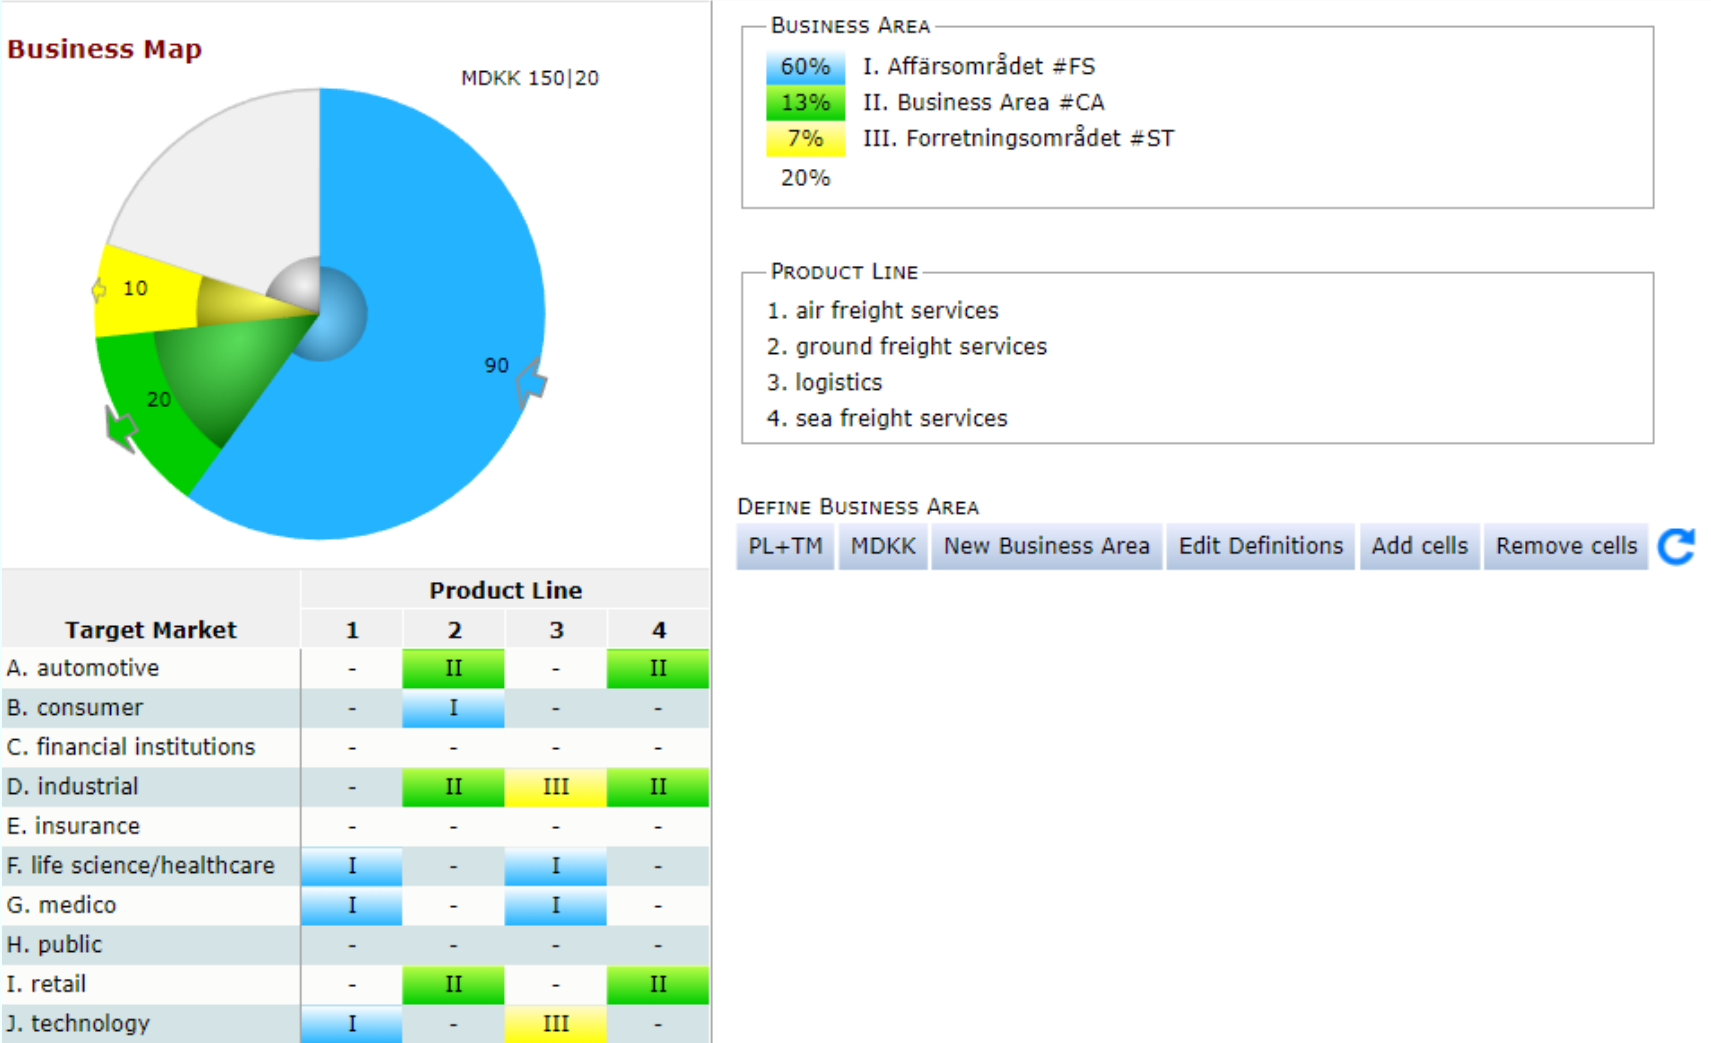 Business Map
MDKK 150|20
10
90
20
Target Market
Product Line
1 2 3 4
A. automotive - II - II
B. consumer - I - -
C. financial institutions - - - -
D. industrial - II III II
E. insurance - - - -
F. life science/healthcare I - I -
G. medico I - I -
H. public - - - -
I. retail - II - II
J. technology I - III -
Business Area
60% I. Affärsområdet #FS
13% II. Business Area #CA
7% III. Forretningsområdet #ST
20%
Product Line
1. air freight services
2. ground freight services
3. logistics
4. sea freight services
Define Business Area
PL+TM MDKK New Business Area Edit Definitions Add cells Remove cells